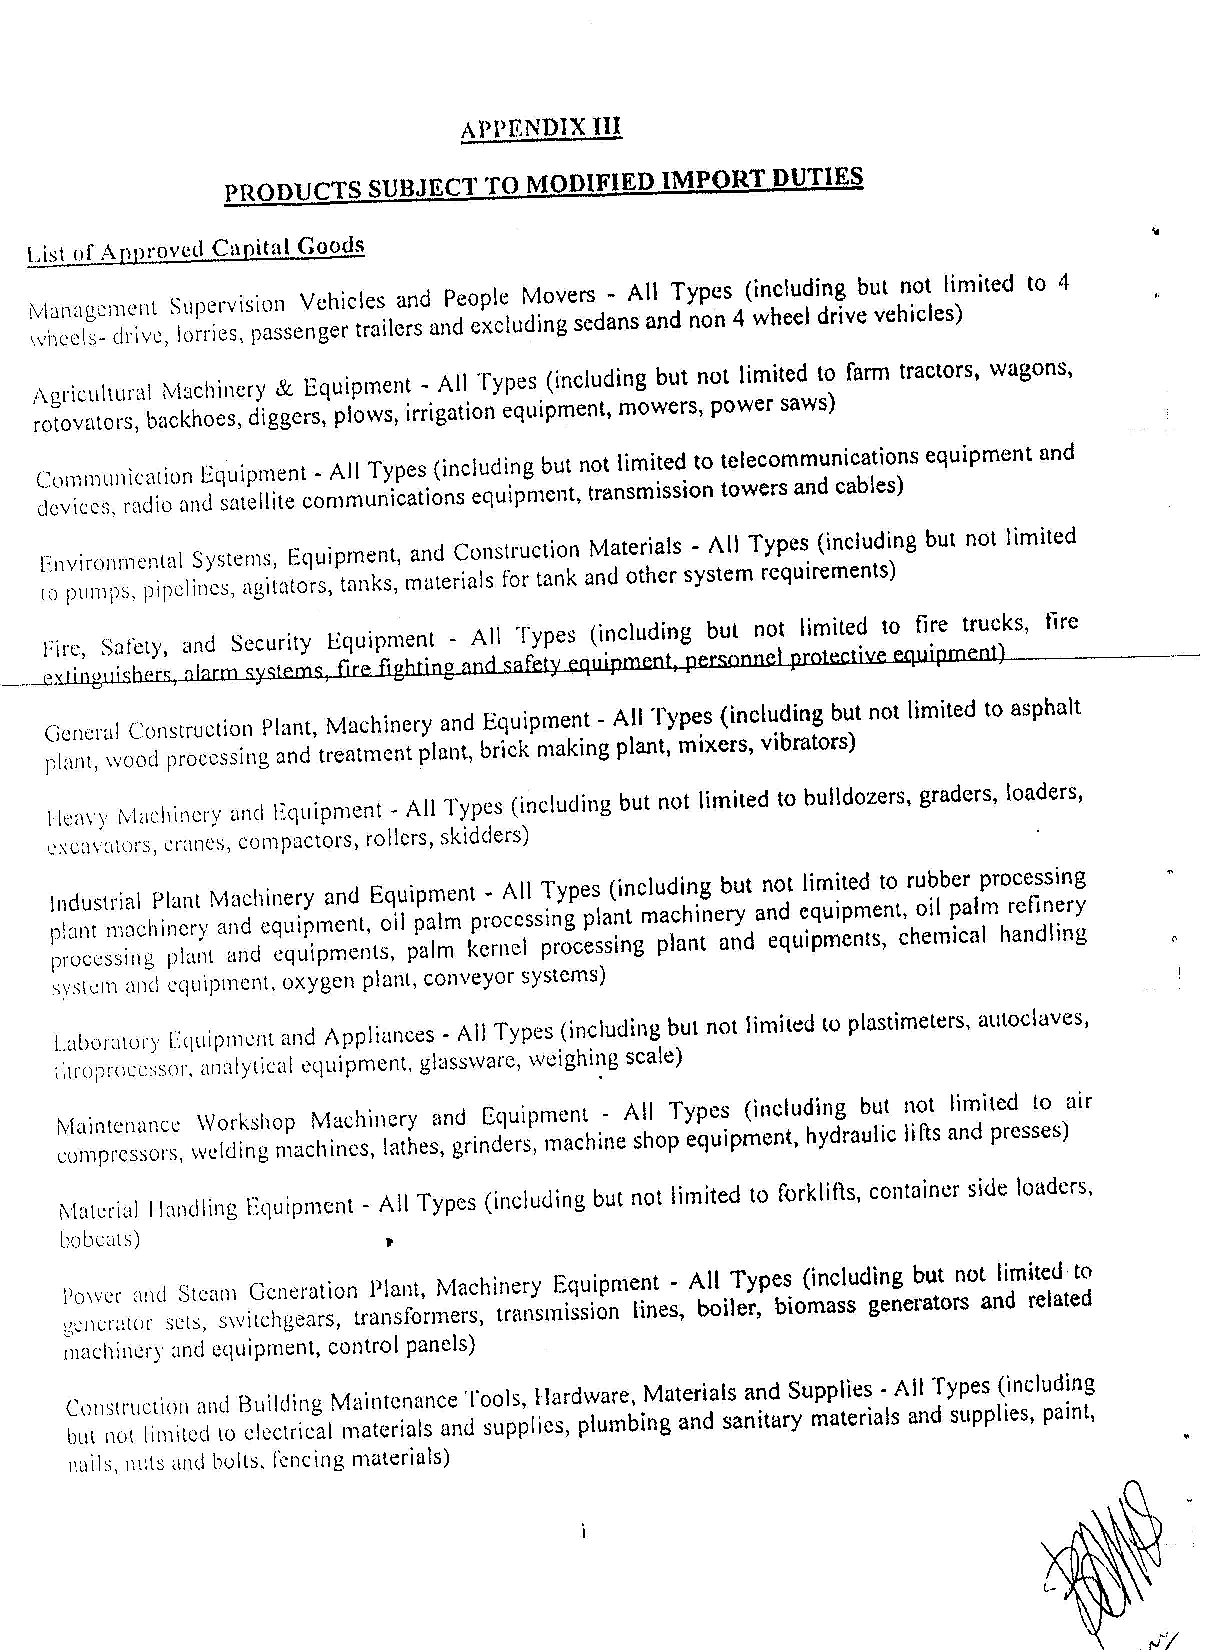 APPENDIX III
PRODUCTS SUBJECT TO MODIFIED IMPORT DUTIES
List of Approved Capital Goods
Management Supervision Vehicles and People Movers - All Types (including but not limited to 4
wheels- drive, lorries, passenger trailers and excluding sedans and non 4 wheel drive vehicles)
Agricultural Machinery & Equipment - All Types (including but not limited to farm tractors, wagons,
rotovators, backhoes, diggers, plows, irrigation equipment, mowers, power saws)
Communication Equipment - All Types (including but not limited to telecommunications equipment and
devices, radio and satellite communications equipment, transmission towers and cables)
Environmental Systems, Equipment, and Construction Materials - All Types (including but not limited
to pumps, pipelines, agitators, tanks, materials for tank and other system requirements)
Fire, Safety, and Security Equipment - All Types (including but not limited to fire trucks, fire
extinguishers, alarm systems, fire fighting and safety equipment, personnel protective equipment)
General Construction Plant, Machinery and Equipment - All Types (including but not limited to asphalt
plant, wood processing and treatment plant, brick making plant, mixers, vibrators)
Heavy Machinery and Equipment - All Types (including but not limited to bulldozers, graders, loaders,
excavators, cranes, compactors, rollers, skidders)
Industrial Plant Machinery and Equipment - All Types (including but not limited to rubber processing
plant machinery and equipment, oil palm processing plant machinery and equipment, oil palm refinery
processing plant and equipments, palm kernel processing plant and equipments, chemical handling
system and equipment, oxygen plant, conveyor systems)
Laboratory Equipment and Appliances - All Types (including but not limited to plastimeters, autoclaves,
titroprocessor, analytical equipment, glassware, weighing scale)
Maintenance Workshop Machinery and Equipment - All Types (including but not limited to air
compressors, welding machines, lathes, grinders, machine shop equipment, hydraulic lifts and presses)
Material Handling Equipment - All Types (including but not limited to forklifts, container side loaders,
bobcats)
Power and Steam Generation Plant, Machinery Equipment - All Types (including but not limited to
generator sets, switchgears, transformers, transmission lines, boiler, biomass generators and related
machinery and equipment, control panels)
Construction and Building Maintenance Tools, Hardware, Materials and Supplies - All Types (including
but not limited to electrical materials and supplies, plumbing and sanitary materials and supplies, paint,
nails, nuts and bolts, fencing materials)
i